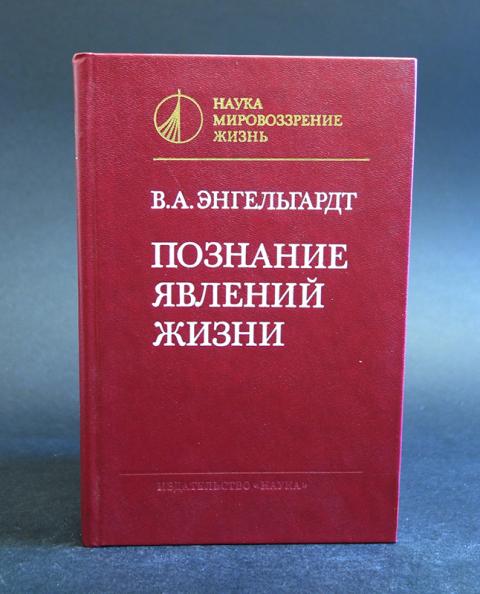 НАУКА
МИРОВОЗЗРЕНИЕ
ЖИЗНЬ
В.А. ЭНГЕЛЬГАРДТ
ПОЗНАНИЕ
ЯВЛЕНИЙ
ЖИЗНИ
ИЗДАТЕЛЬСТВО «НАУКА»